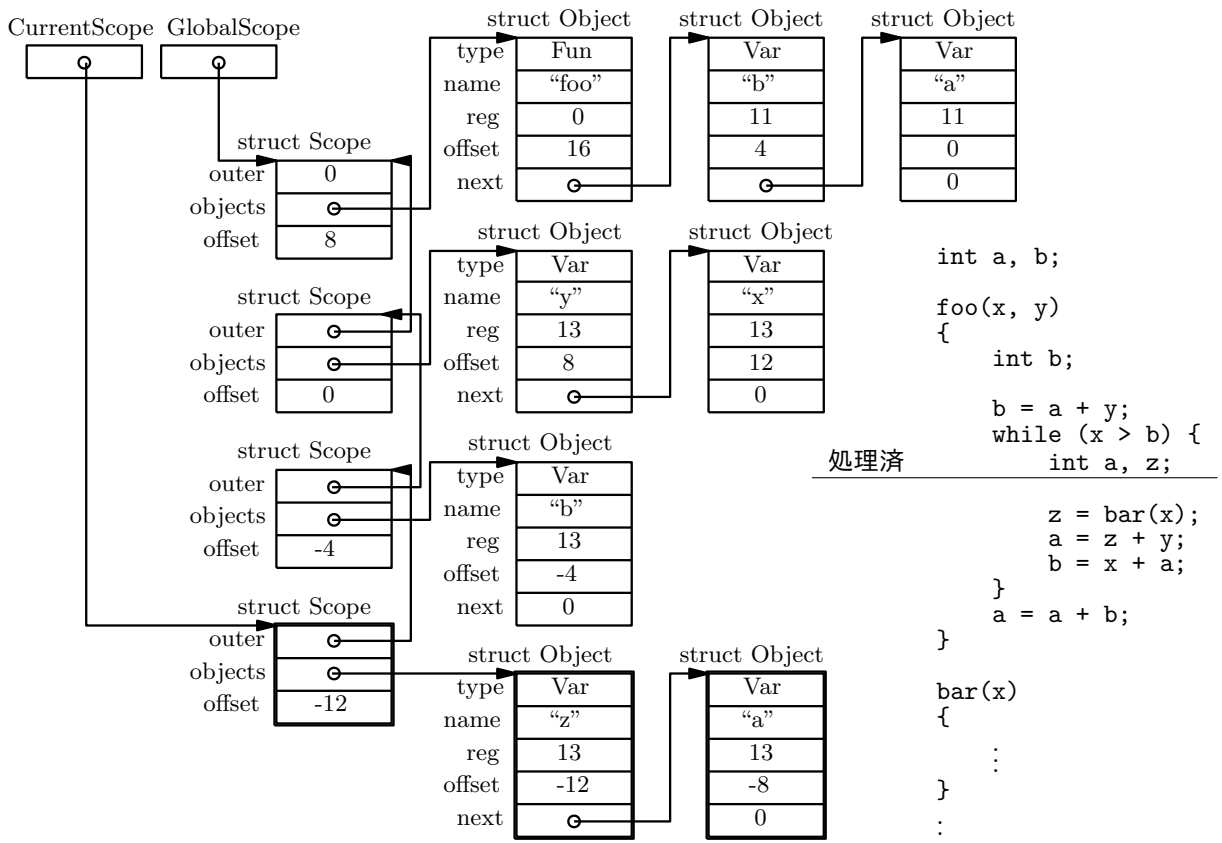 CurrentScope GlobalScope
struct Object struct Object struct Object
type Fun Var Var
name “foo” “b” “a”
reg 0 11 11
offset 16 4 0
next 0
struct Scope
outer 0
objects
offset 8
struct Object struct Object
type Var Var
name “y” “x”
reg 13 13
offset 8 12
next 0
struct Scope
outer
objects
offset 0
struct Object
type Var
name “b”
reg 13
offset -4
next 0
struct Scope
outer
objects
offset -4
struct Scope
outer
objects
offset -12
struct Object struct Object
type Var Var
name “z” “a”
reg 13 13
offset -12 -8
next 0
int a, b;
foo(x, y)
{
int b;
b = a + y;
while (x > b) {
処理済 int a, z;
z = bar(x);
a = z + y;
b = x + a;
}
a = a + b;
}
bar(x)
{
⋮
}
⋮